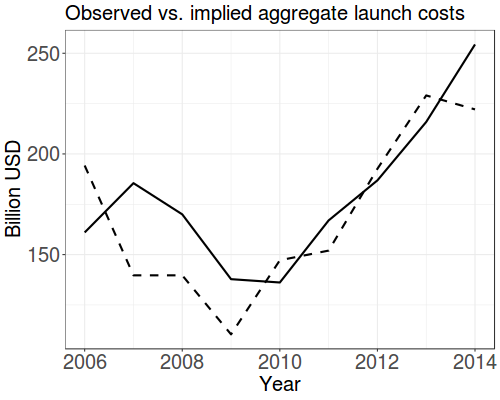 Observed vs. implied aggregate launch costs
Billion USD
250
200
150
2006 2008 2010 2012 2014
Year